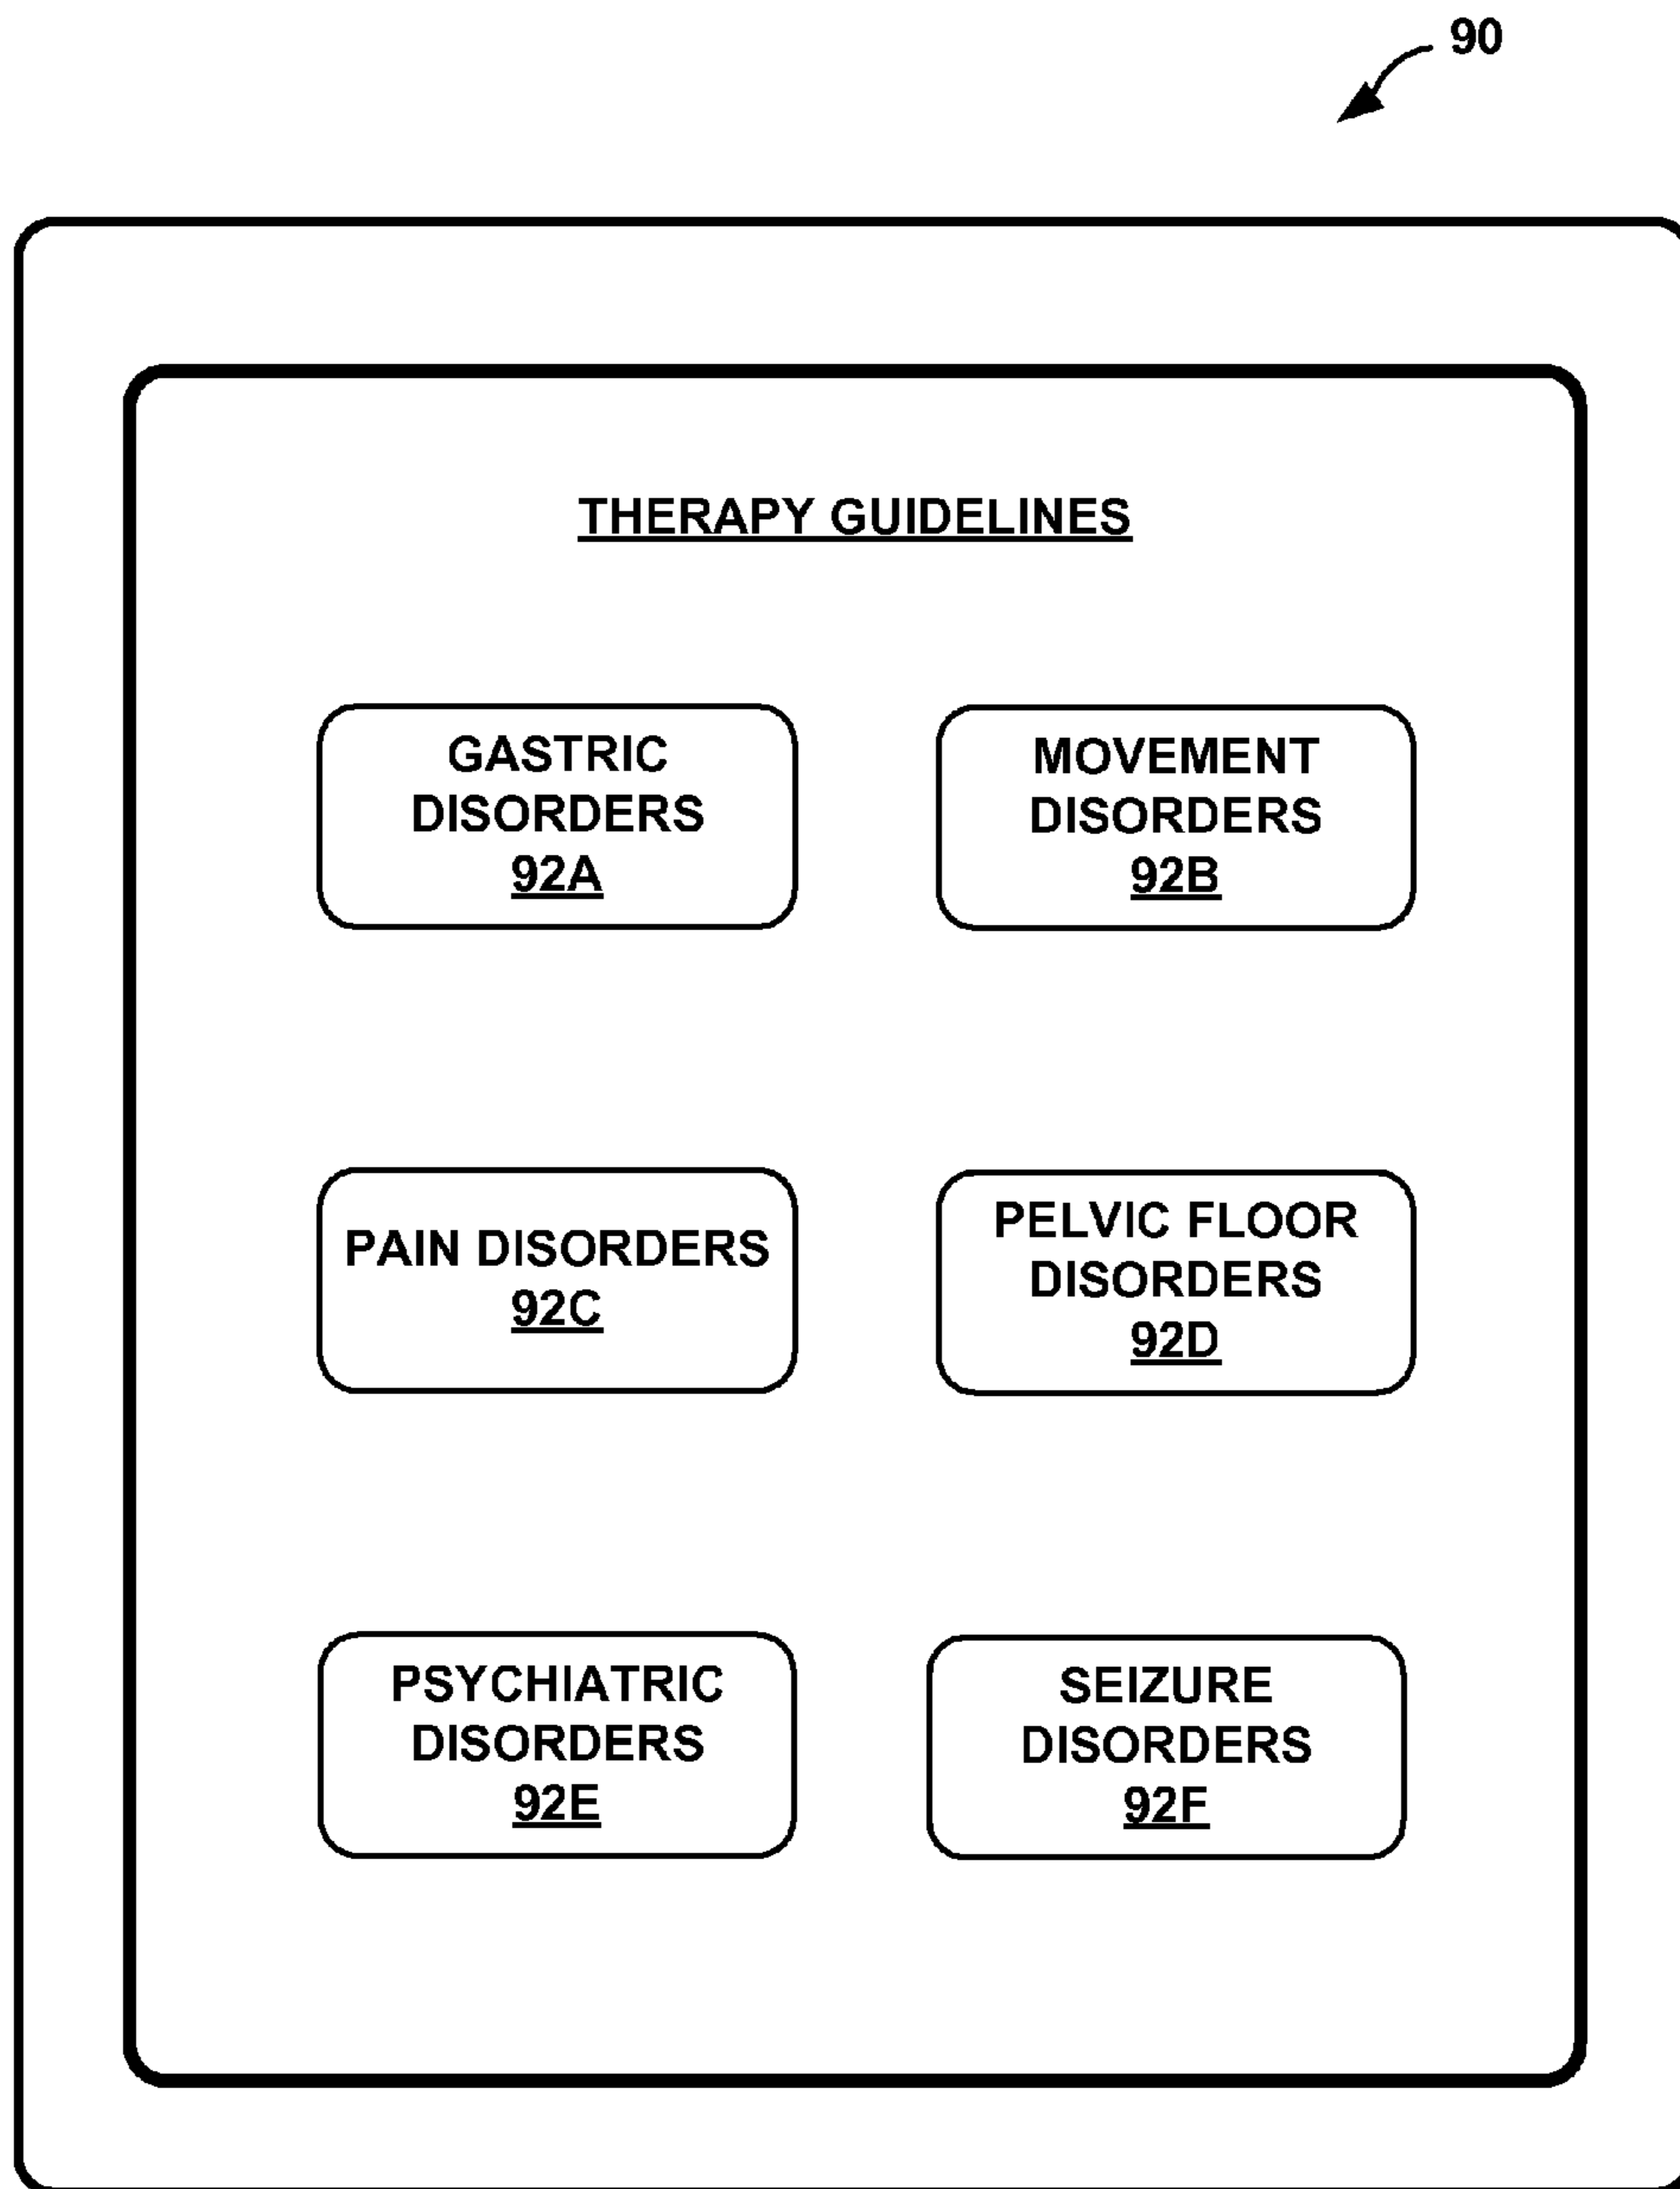 90
THERAPY GUIDELINES
GASTRIC
DISORDERS
92A
MOVEMENT
DISORDERS
92B
PAIN DISORDERS
92C
PELVIC FLOOR
DISORDERS
92D
PSYCHIATRIC
DISORDERS
92E
SEIZURE
DISORDERS
92F